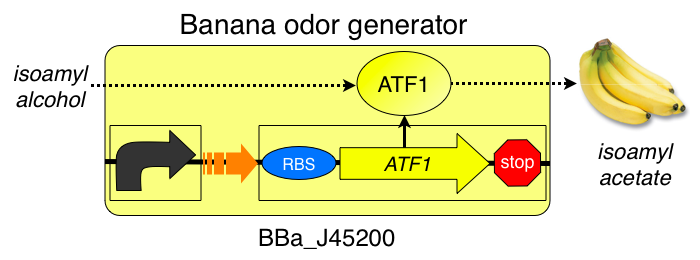 Banana odor generator
isoamyl
alcohol
ATF1
RBS
ATF1
stop
isoamyl
acetate
BBa_J45200